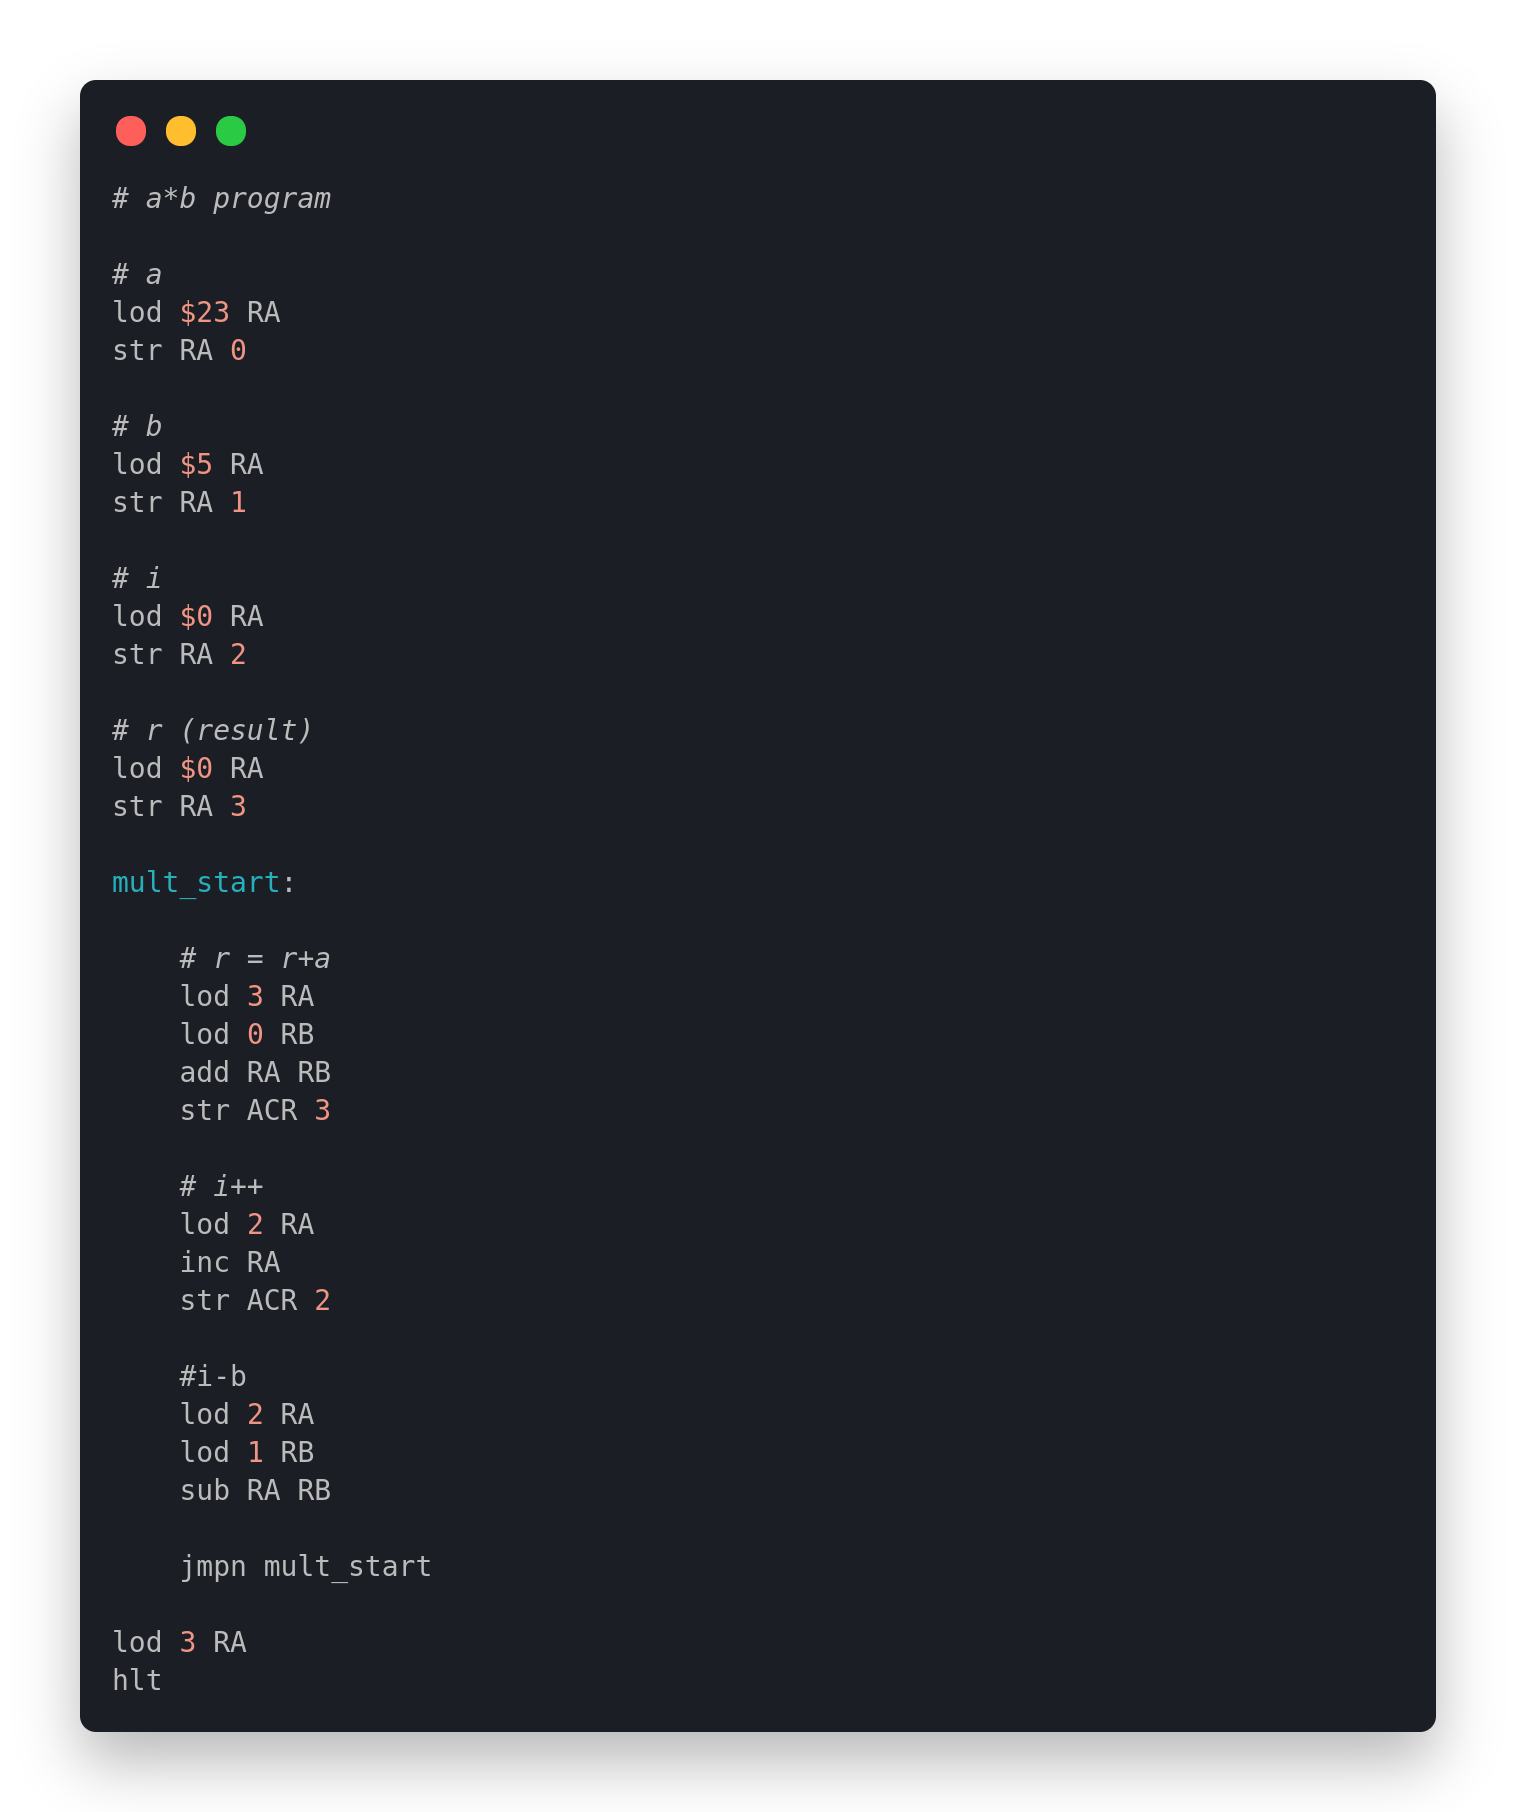 # a*b program
# a
lod $23 RA
str RA 0
# b
lod $5 RA
str RA 1
# i
lod $0 RA
str RA 2
# r (result)
lod $0 RA
str RA 3
mult_start:
# r = r+a
lod 3 RA
lod 0 RB
add RA RB
str ACR 3
# i++
lod 2 RA
inc RA
str ACR 2
#i-b
lod 2 RA
lod 1 RB
sub RA RB
jmpn mult_start
lod 3 RA
hlt